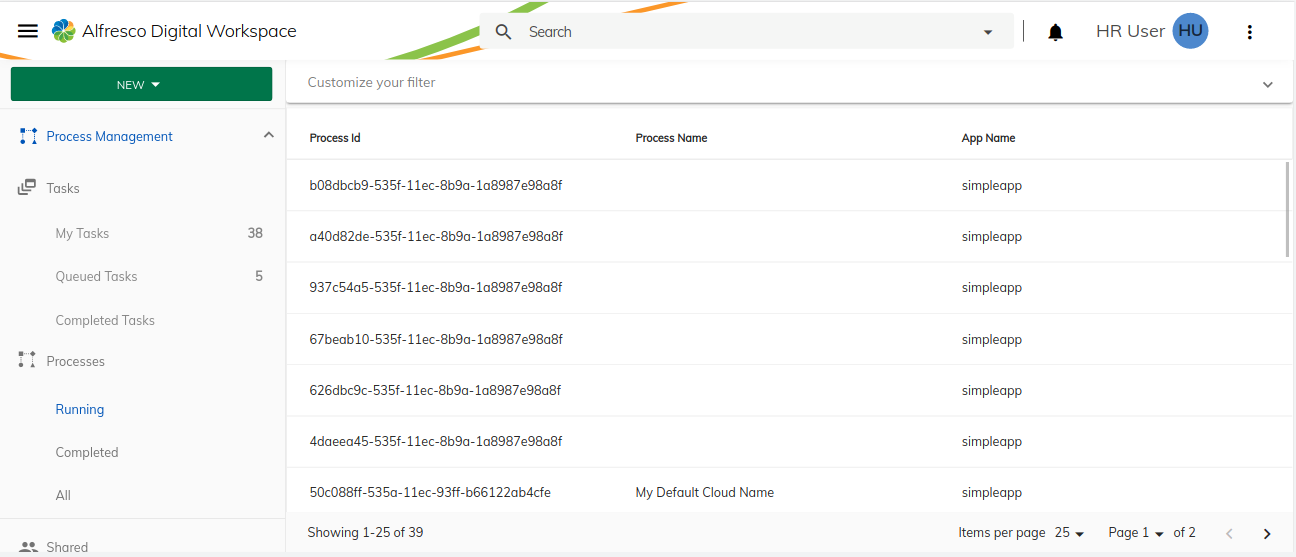 Alfresco Digital Workspace
Search
HR User HU
NEW
Customize your filter
Process Management
Tasks
My Tasks 38
Queued Tasks 5
Completed Tasks
Processes
Running
Completed
All
Shared
Process Id Process Name App Name
b08dbcb9-535f-11ec-8b9a-1a8987e98a8f simpleapp
a40d82de-535f-11ec-8b9a-1a8987e98a8f simpleapp
937c54a5-535f-11ec-8b9a-1a8987e98a8f simpleapp
67beab10-535f-11ec-8b9a-1a8987e98a8f simpleapp
626dbc9c-535f-11ec-8b9a-1a8987e98a8f simpleapp
4daeea45-535f-11ec-8b9a-1a8987e98a8f simpleapp
50c088ff-535a-11ec-93ff-b66122ab4cfe My Default Cloud Name simpleapp
Showing 1-25 of 39 Items per page 25 Page 1 of 2